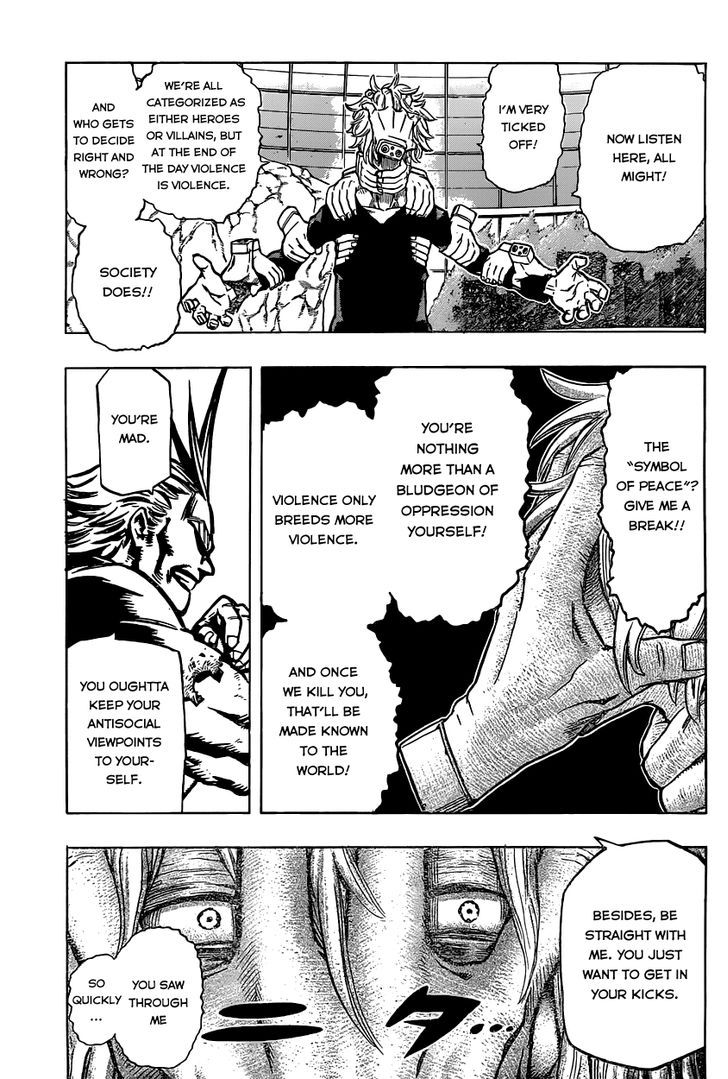 NOW LISTEN
HERE, ALL
MIGHT!
I'M VERY
TICKED
OFF!
WE'RE ALL
CATEGORIZED AS
EITHER HEROES
OR VILLAINS, BUT
AT THE END OF
THE DAY VIOLENCE
IS VIOLENCE.
AND
WHO GETS
TO DECIDE
RIGHT AND
WRONG?
SOCIETY
DOES!!
THE
"SYMBOL
OF PEACE"?
GIVE ME A
BREAK!!
YOU'RE
NOTHING
MORE THAN A
BLUDGEON OF
OPPRESSION
YOURSELF!
VIOLENCE ONLY
BREEDS MORE
VIOLENCE.
AND ONCE
WE KILL YOU,
THAT'LL BE
MADE KNOWN
TO THE
WORLD!
YOU'RE
MAD.
YOU OUGHTTA
KEEP YOUR
ANTISOCIAL
VIEWPOINTS
TO YOUR-
SELF.
BESIDES, BE
STRAIGHT WITH
ME. YOU JUST
WANT TO GET IN
YOUR KICKS.
ニタ...
YOU SAW
THROUGH
ME
SO
QUICKLY
...